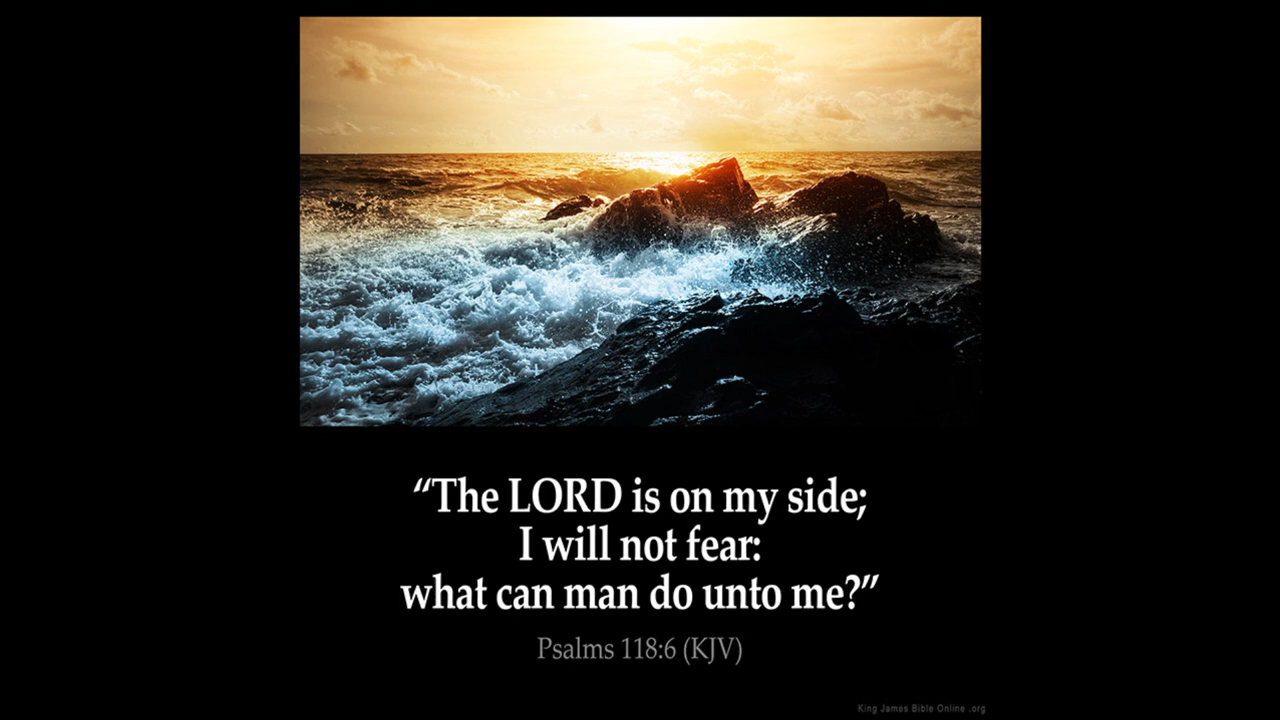 “The LORD is on my side;
I will not fear:
what can man do unto me?”
Psalms 118:6 (KJV)
King James Bible Online .org